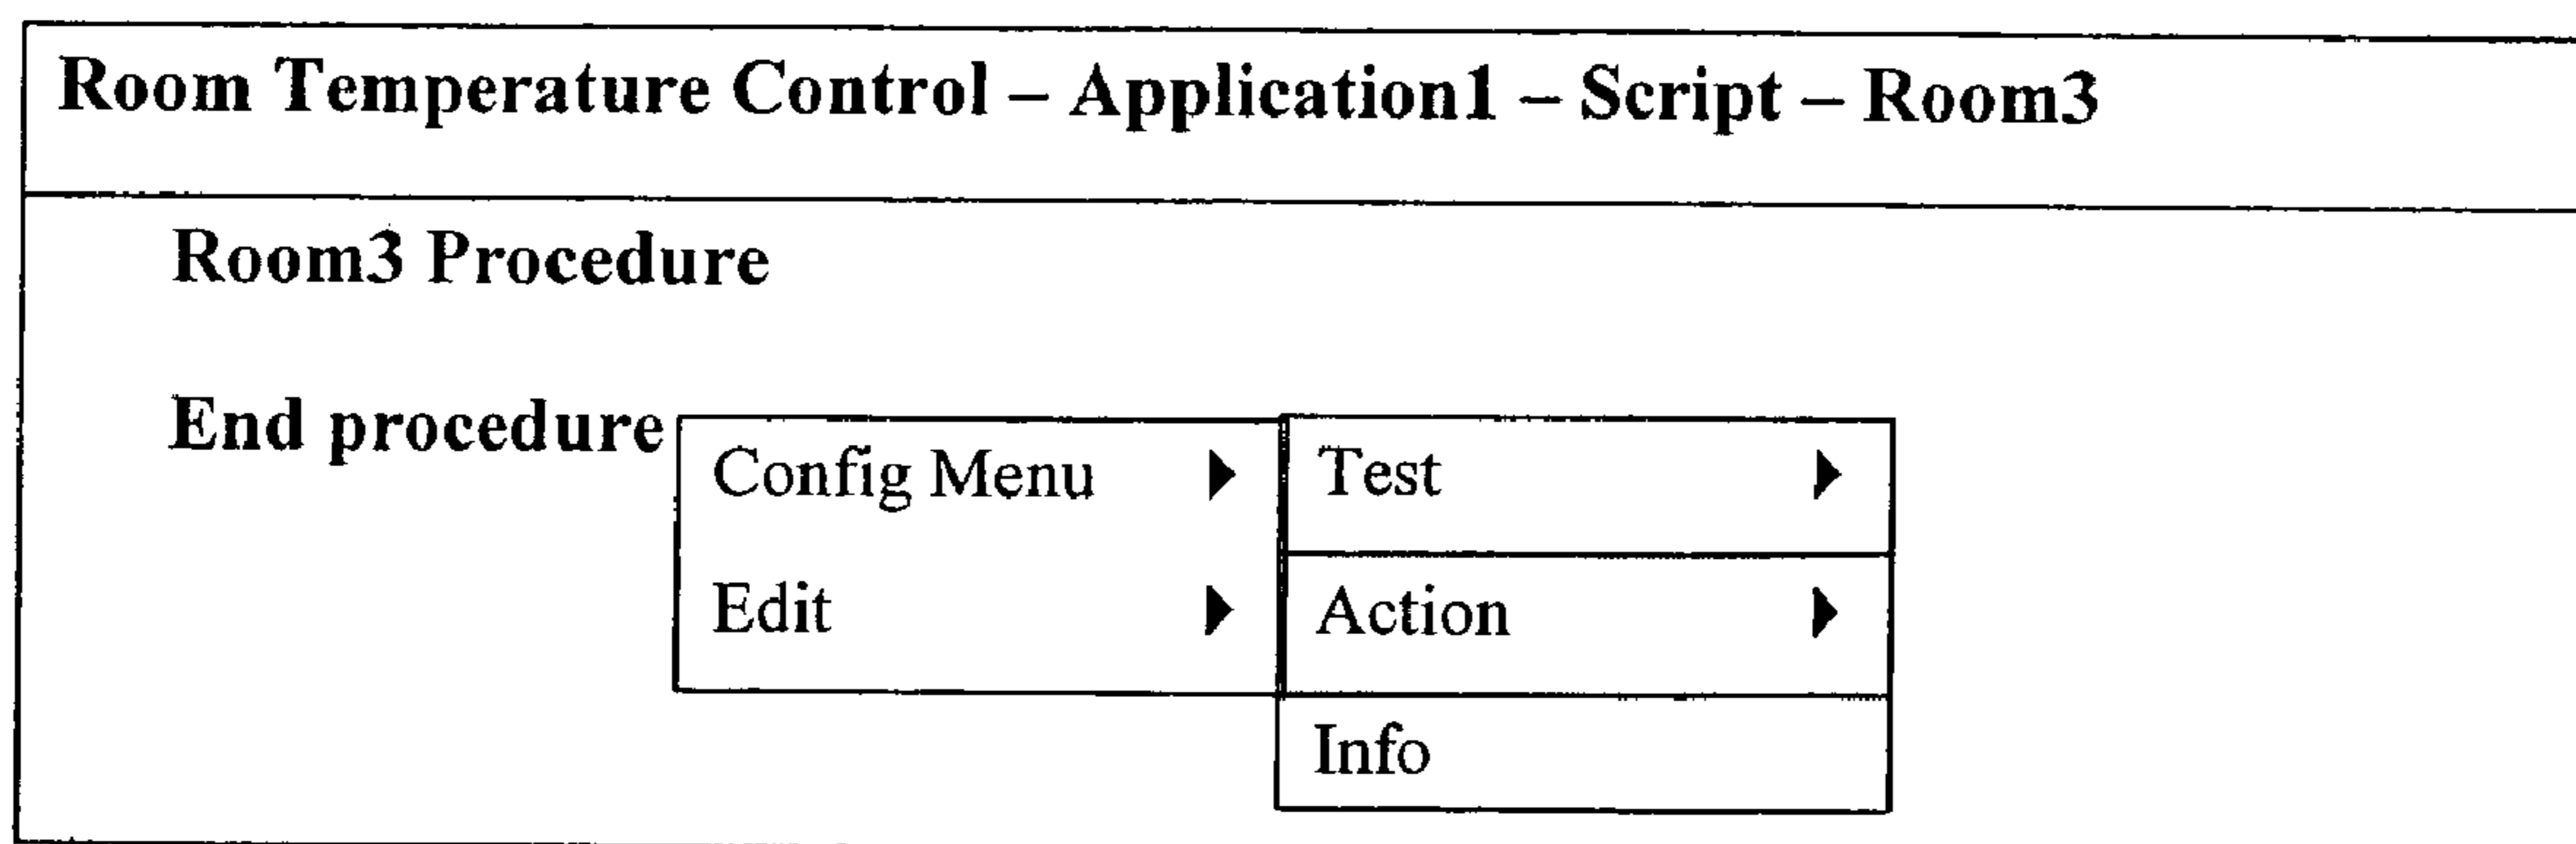 Room Temperature Control – Application1 – Script – Room3
Room3 Procedure
End procedure
Config Menu
Edit
Test
Action
Info